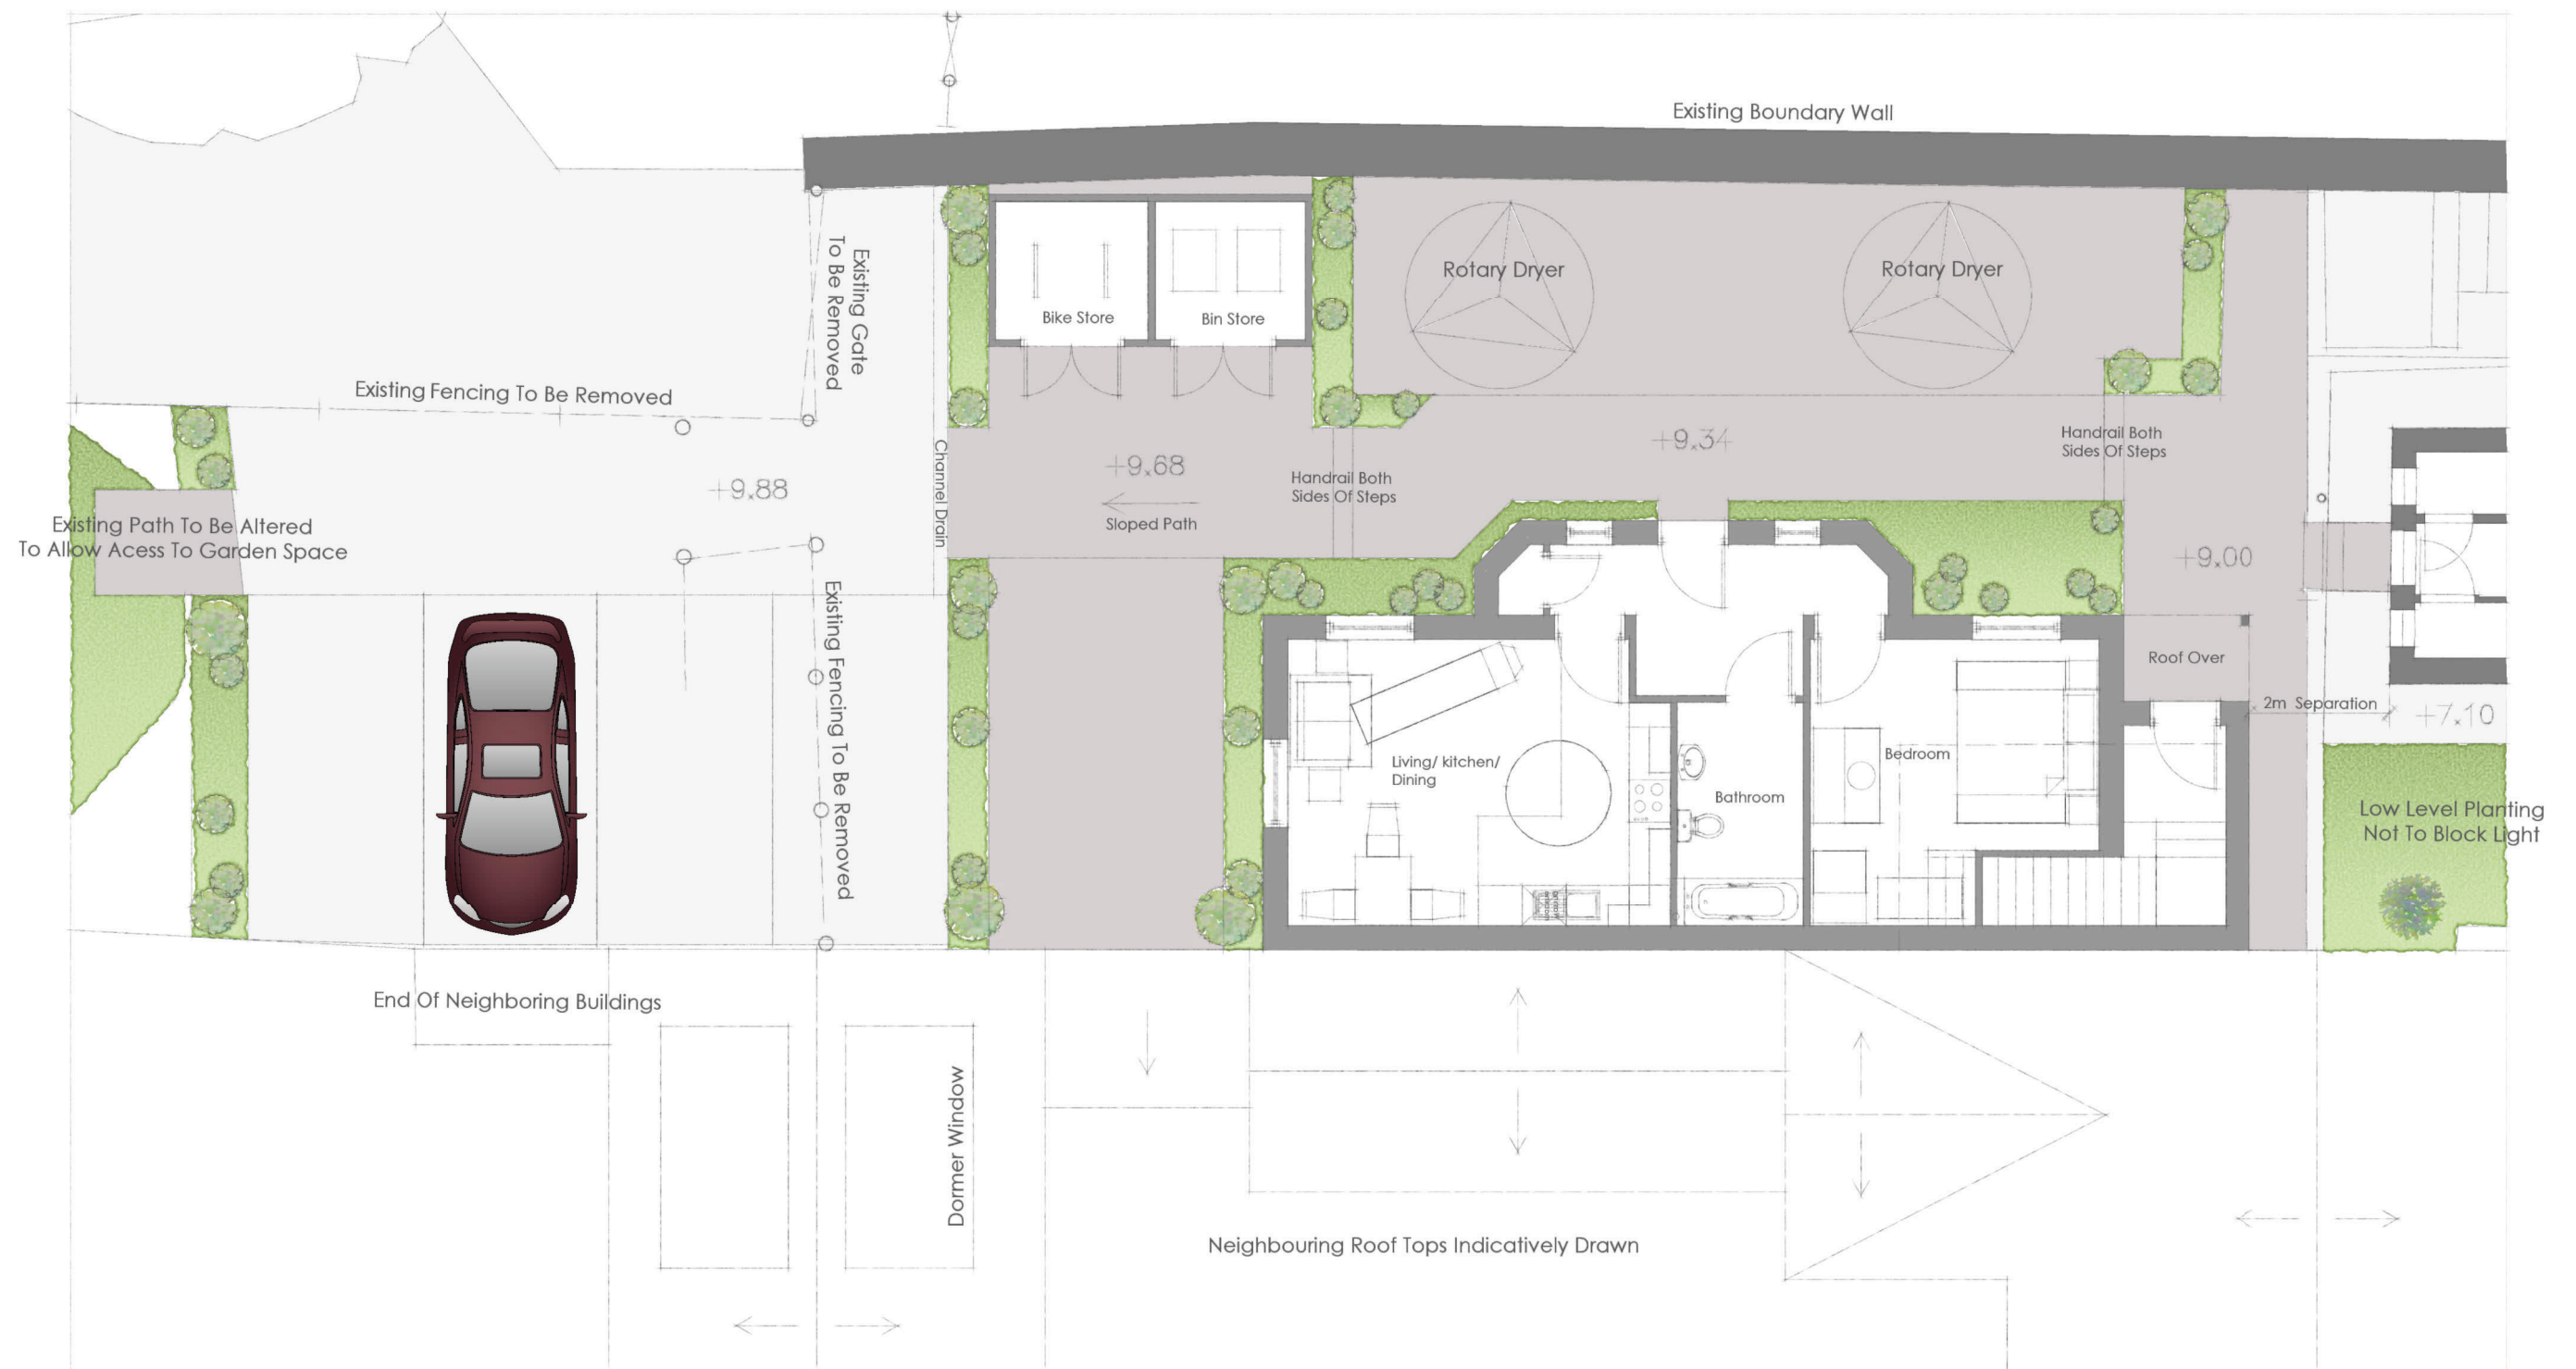 Existing Boundary Wall
Existing Gate
To Be Removed
Rotary Dryer
Rotary Dryer
Bike Store
Bin Store
Existing Fencing To Be Removed
Channel Drain
+9.88
+9.68
Sloped Path
Handrail Both
Sides Of Steps
+9.34
Handrail Both
Sides Of Steps
+9.00
Existing Path To Be Altered
To Allow Acess To Garden Space
Existing Fencing To Be Removed
Roof Over
2m Separation
+7.10
Living/ kitchen/
Dining
Bathroom
Bedroom
Low Level Planting
Not To Block Light
End Of Neighboring Buildings
Dormer Window
Neighbouring Roof Tops Indicatively Drawn